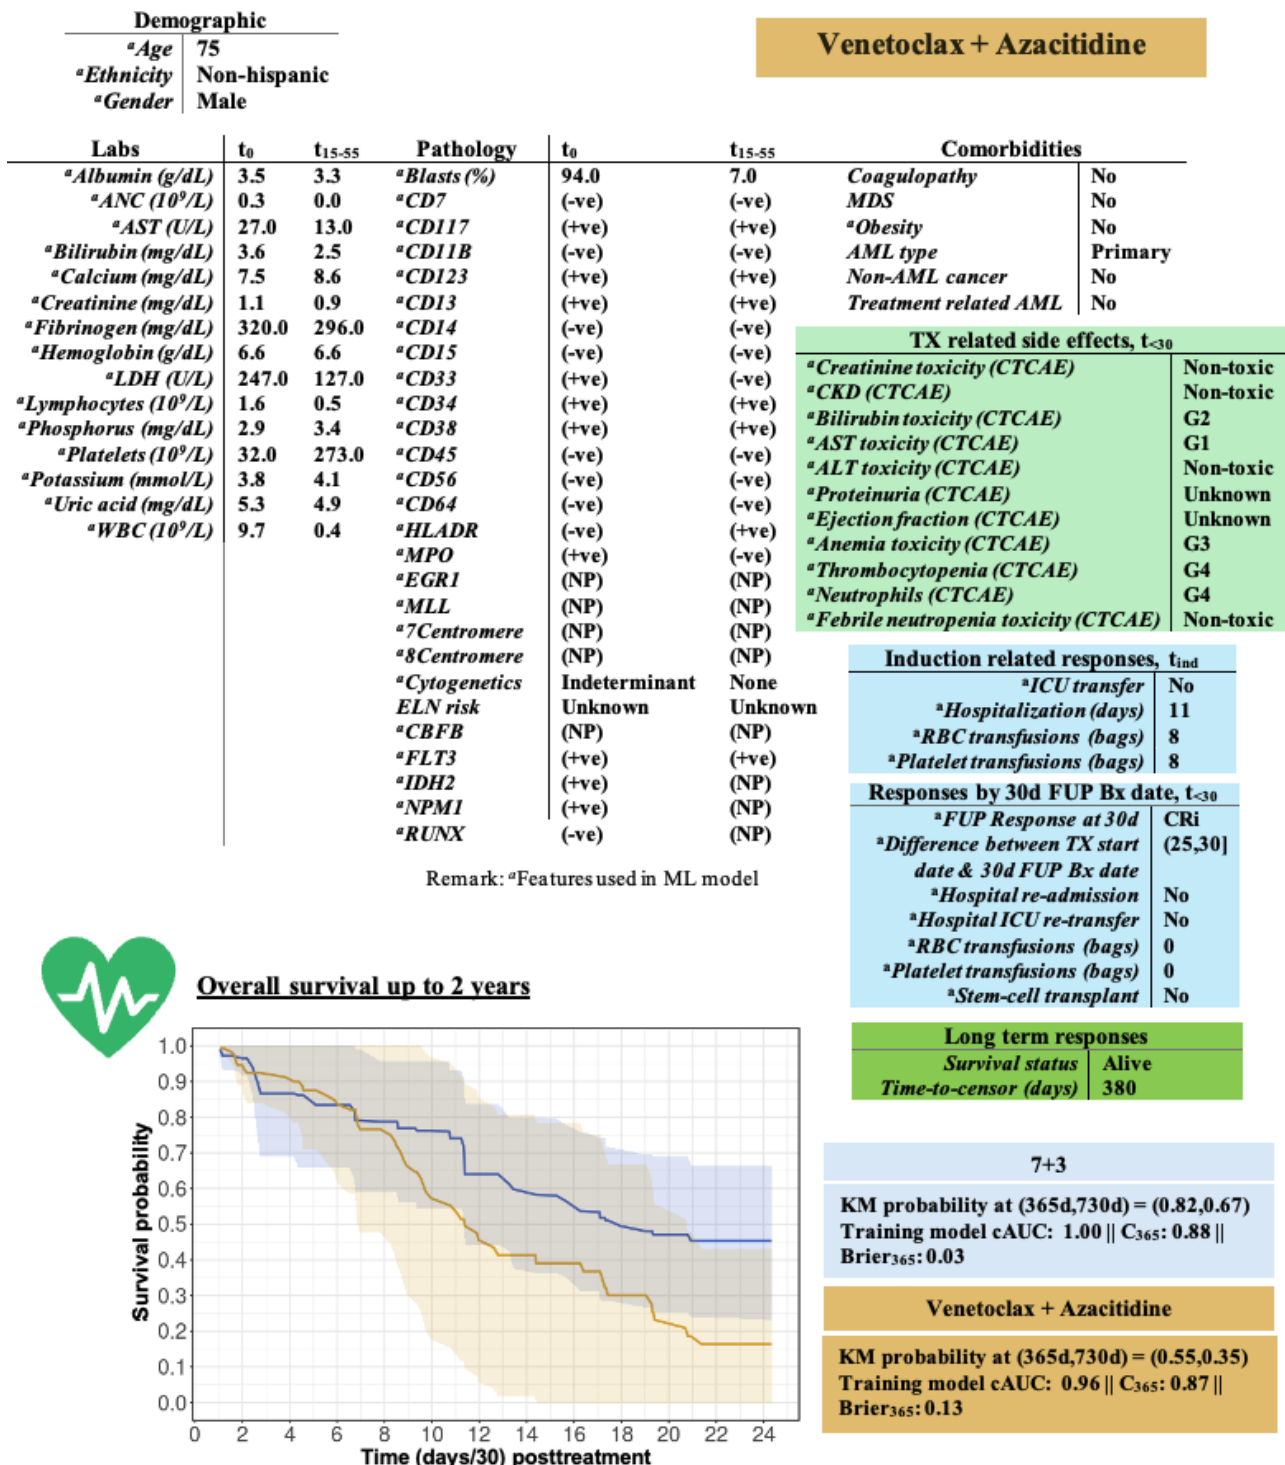 Demographic
ᵃAge 75
ᵃEthnicity Non-hispanic
ᵃGender Male
Venetoclax + Azacitidine
Labs t₀ t₁₅₋₅₅
ᵃAlbumin (g/dL) 3.5 3.3
ᵃANC (10⁹/L) 0.3 0.0
ᵃAST (U/L) 27.0 13.0
ᵃBilirubin (mg/dL) 3.6 2.5
ᵃCalcium (mg/dL) 7.5 8.6
ᵃCreatinine (mg/dL) 1.1 0.9
ᵃFibrinogen (mg/dL) 320.0 296.0
ᵃHemoglobin (g/dL) 6.6 6.6
ᵃLDH (U/L) 247.0 127.0
ᵃLymphocytes (10⁹/L) 1.6 0.5
ᵃPhosphorus (mg/dL) 2.9 3.4
ᵃPlatelets (10⁹/L) 32.0 273.0
ᵃPotassium (mmol/L) 3.8 4.1
ᵃUric acid (mg/dL) 5.3 4.9
ᵃWBC (10⁹/L) 9.7 0.4
Pathology t₀ t₁₅₋₅₅
ᵃBlasts (%) 94.0 7.0
ᵃCD7 (-ve) (-ve)
ᵃCD117 (+ve) (+ve)
ᵃCD11B (-ve) (-ve)
ᵃCD123 (+ve) (+ve)
ᵃCD13 (+ve) (+ve)
ᵃCD14 (-ve) (-ve)
ᵃCD15 (-ve) (-ve)
ᵃCD33 (+ve) (-ve)
ᵃCD34 (+ve) (+ve)
ᵃCD38 (+ve) (+ve)
ᵃCD45 (-ve) (-ve)
ᵃCD56 (-ve) (-ve)
ᵃCD64 (-ve) (-ve)
ᵃHLADR (-ve) (+ve)
ᵃMPO (+ve) (-ve)
ᵃEGR1 (NP) (NP)
ᵃMLL (NP) (NP)
ᵃ7Centromere (NP) (NP)
ᵃ8Centromere (NP) (NP)
ᵃCytogenetics Indeterminant None
ELN risk Unknown Unknown
ᵃCBFB (NP) (NP)
ᵃFLT3 (+ve) (+ve)
ᵃIDH2 (+ve) (NP)
ᵃNPM1 (+ve) (NP)
ᵃRUNX (-ve) (NP)
Remark: ᵃFeatures used in ML model
Comorbidities
Coagulopathy No
MDS No
ᵃObesity No
AML type Primary
Non-AML cancer No
Treatment related AML No
TX related side effects, t<₃₀
ᵃCreatinine toxicity (CTCAE) Non-toxic
ᵃCKD (CTCAE) Non-toxic
ᵃBilirubin toxicity (CTCAE) G2
ᵃAST toxicity (CTCAE) G1
ᵃALT toxicity (CTCAE) Non-toxic
ᵃProteinuria (CTCAE) Unknown
ᵃEjection fraction (CTCAE) Unknown
ᵃAnemia toxicity (CTCAE) G3
ᵃThrombocytopenia (CTCAE) G4
ᵃNeutrophils (CTCAE) G4
ᵃFebrile neutropenia toxicity (CTCAE) Non-toxic
Induction related responses, tᵢₙd
ᵃICU transfer No
ᵃHospitalization (days) 11
ᵃRBC transfusions (bags) 8
ᵃPlatelet transfusions (bags) 8
Responses by 30d FUP Bx date, t<₃₀
ᵃFUP Response at 30d CRi
ᵃDifference between TX start (25,30]
date & 30d FUP Bx date
ᵃHospital re-admission No
ᵃHospital ICU re-transfer No
ᵃRBC transfusions (bags) 0
ᵃPlatelet transfusions (bags) 0
ᵃStem-cell transplant No
Long term responses
Survival status Alive
Time-to-censor (days) 380
Overall survival up to 2 years
Survival probability
1.0
0.9
0.8
0.7
0.6
0.5
0.4
0.3
0.2
0.1
0.0
0 2 4 6 8 10 12 14 16 18 20 22 24
Time (days/30) posttreatment
7+3
KM probability at (365d,730d) = (0.82,0.67)
Training model cAUC: 1.00 || C₃₆₅: 0.88 ||
Brier₃₆₅: 0.03
Venetoclax + Azacitidine
KM probability at (365d,730d) = (0.55,0.35)
Training model cAUC: 0.96 || C₃₆₅: 0.87 ||
Brier₃₆₅: 0.13